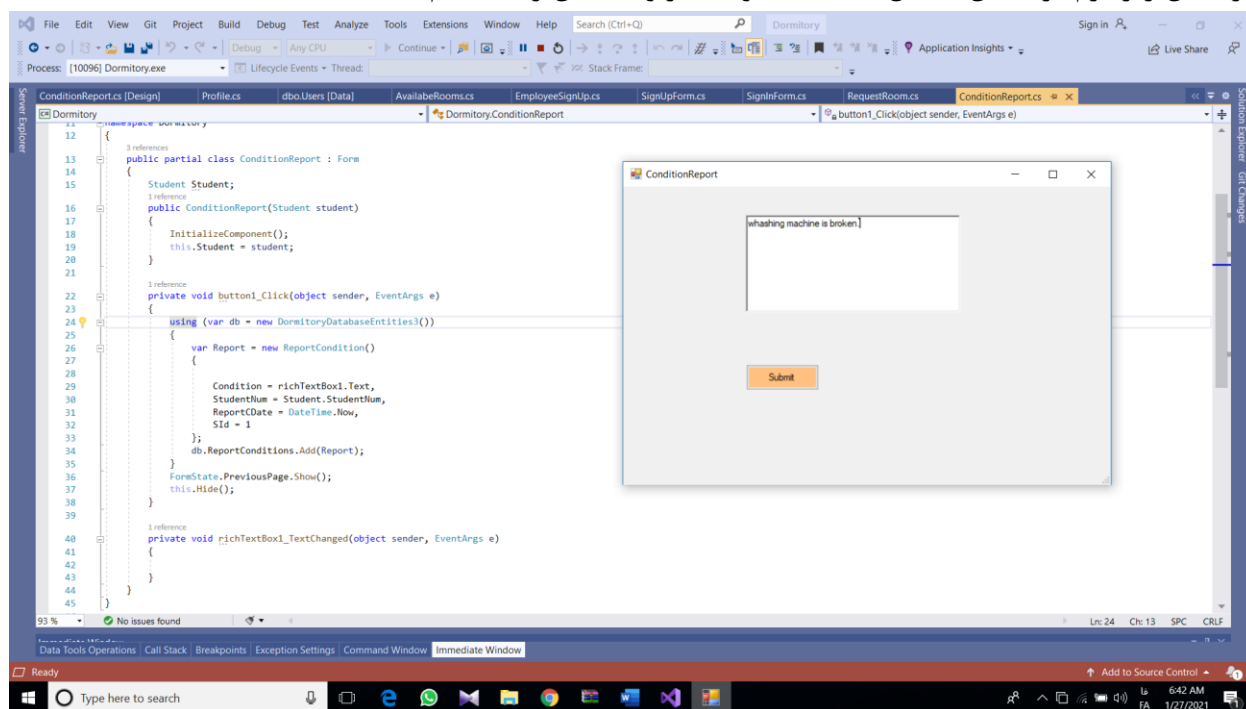 File Edit View Git Project Build Debug Test Analyze Tools Extensions Window Help Search (Ctrl+Q) Dormitory Sign in
Debug Any CPU Continue Application Insights Live Share
Process: [10096] Dormitory.exe Lifecycle Events Thread: Stack Frame:
ConditionReport.cs [Design] Profile.cs dbo.Users [Data] AvailabeRooms.cs EmployeeSignUp.cs SignUpForm.cs SignInForm.cs RequestRoom.cs ConditionReport.cs
Dormitory Dormitory.ConditionReport button1_Click(object sender, EventArgs e)
Server Explorer
Solution Explorer
Git Changes
11 namespace Dormitory
12 {
3 references
13 public partial class ConditionReport : Form
14 {
15 Student Student;
1 reference
16 public ConditionReport(Student student)
17 {
18 InitializeComponent();
19 this.Student = student;
20 }
21
1 reference
22 private void button1_Click(object sender, EventArgs e)
23 {
24 using (var db = new DormitoryDatabaseEntities3())
25 {
26 var Report = new ReportCondition()
27 {
28
29 Condition = richTextBox1.Text,
30 StudentNum = Student.StudentNum,
31 ReportCDate = DateTime.Now,
32 SId = 1
33 };
34 db.ReportConditions.Add(Report);
35 }
36 FormState.PreviousPage.Show();
37 this.Hide();
38 }
39
1 reference
40 private void richTextBox1_TextChanged(object sender, EventArgs e)
41 {
42
43 }
44 }
45 }
ConditionReport
whashing machine is broken.
Submit
93 % No issues found Ln: 24 Ch: 13 SPC CRLF
Immediate Window
Data Tools Operations Call Stack Breakpoints Exception Settings Command Window Immediate Window
Ready Add to Source Control
Type here to search فا 6:42 AM
FA 1/27/2021